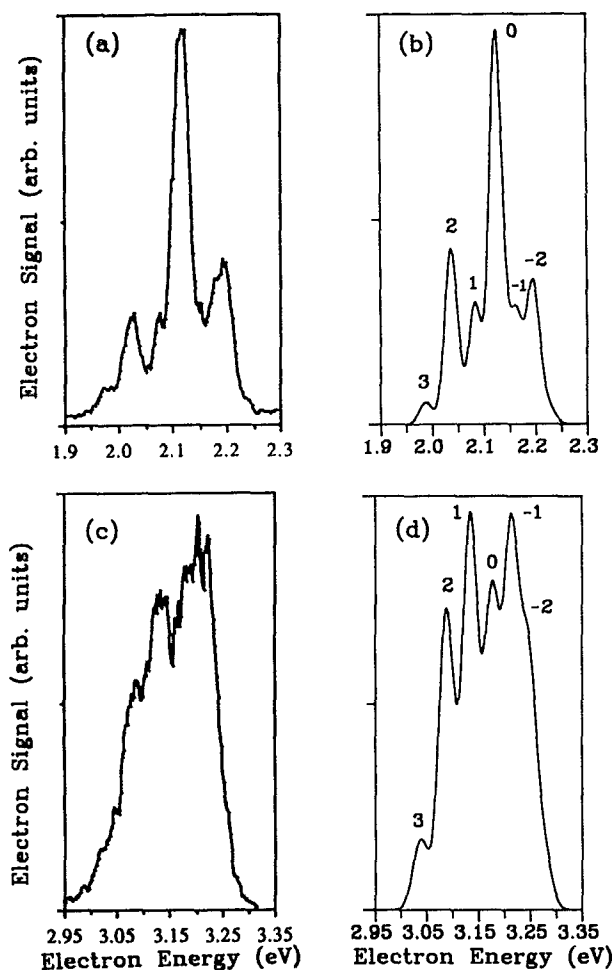 (a)
(b)
0
2
1
-1
-2
3
Electron Signal (arb. units)
1.9 2.0 2.1 2.2 2.3
1.9 2.0 2.1 2.2 2.3
(c)
(d)
1
-1
2
0
-2
3
Electron Signal (arb. units)
2.95 3.05 3.15 3.25 3.35
2.95 3.05 3.15 3.25 3.35
Electron Energy (eV)
Electron Energy (eV)